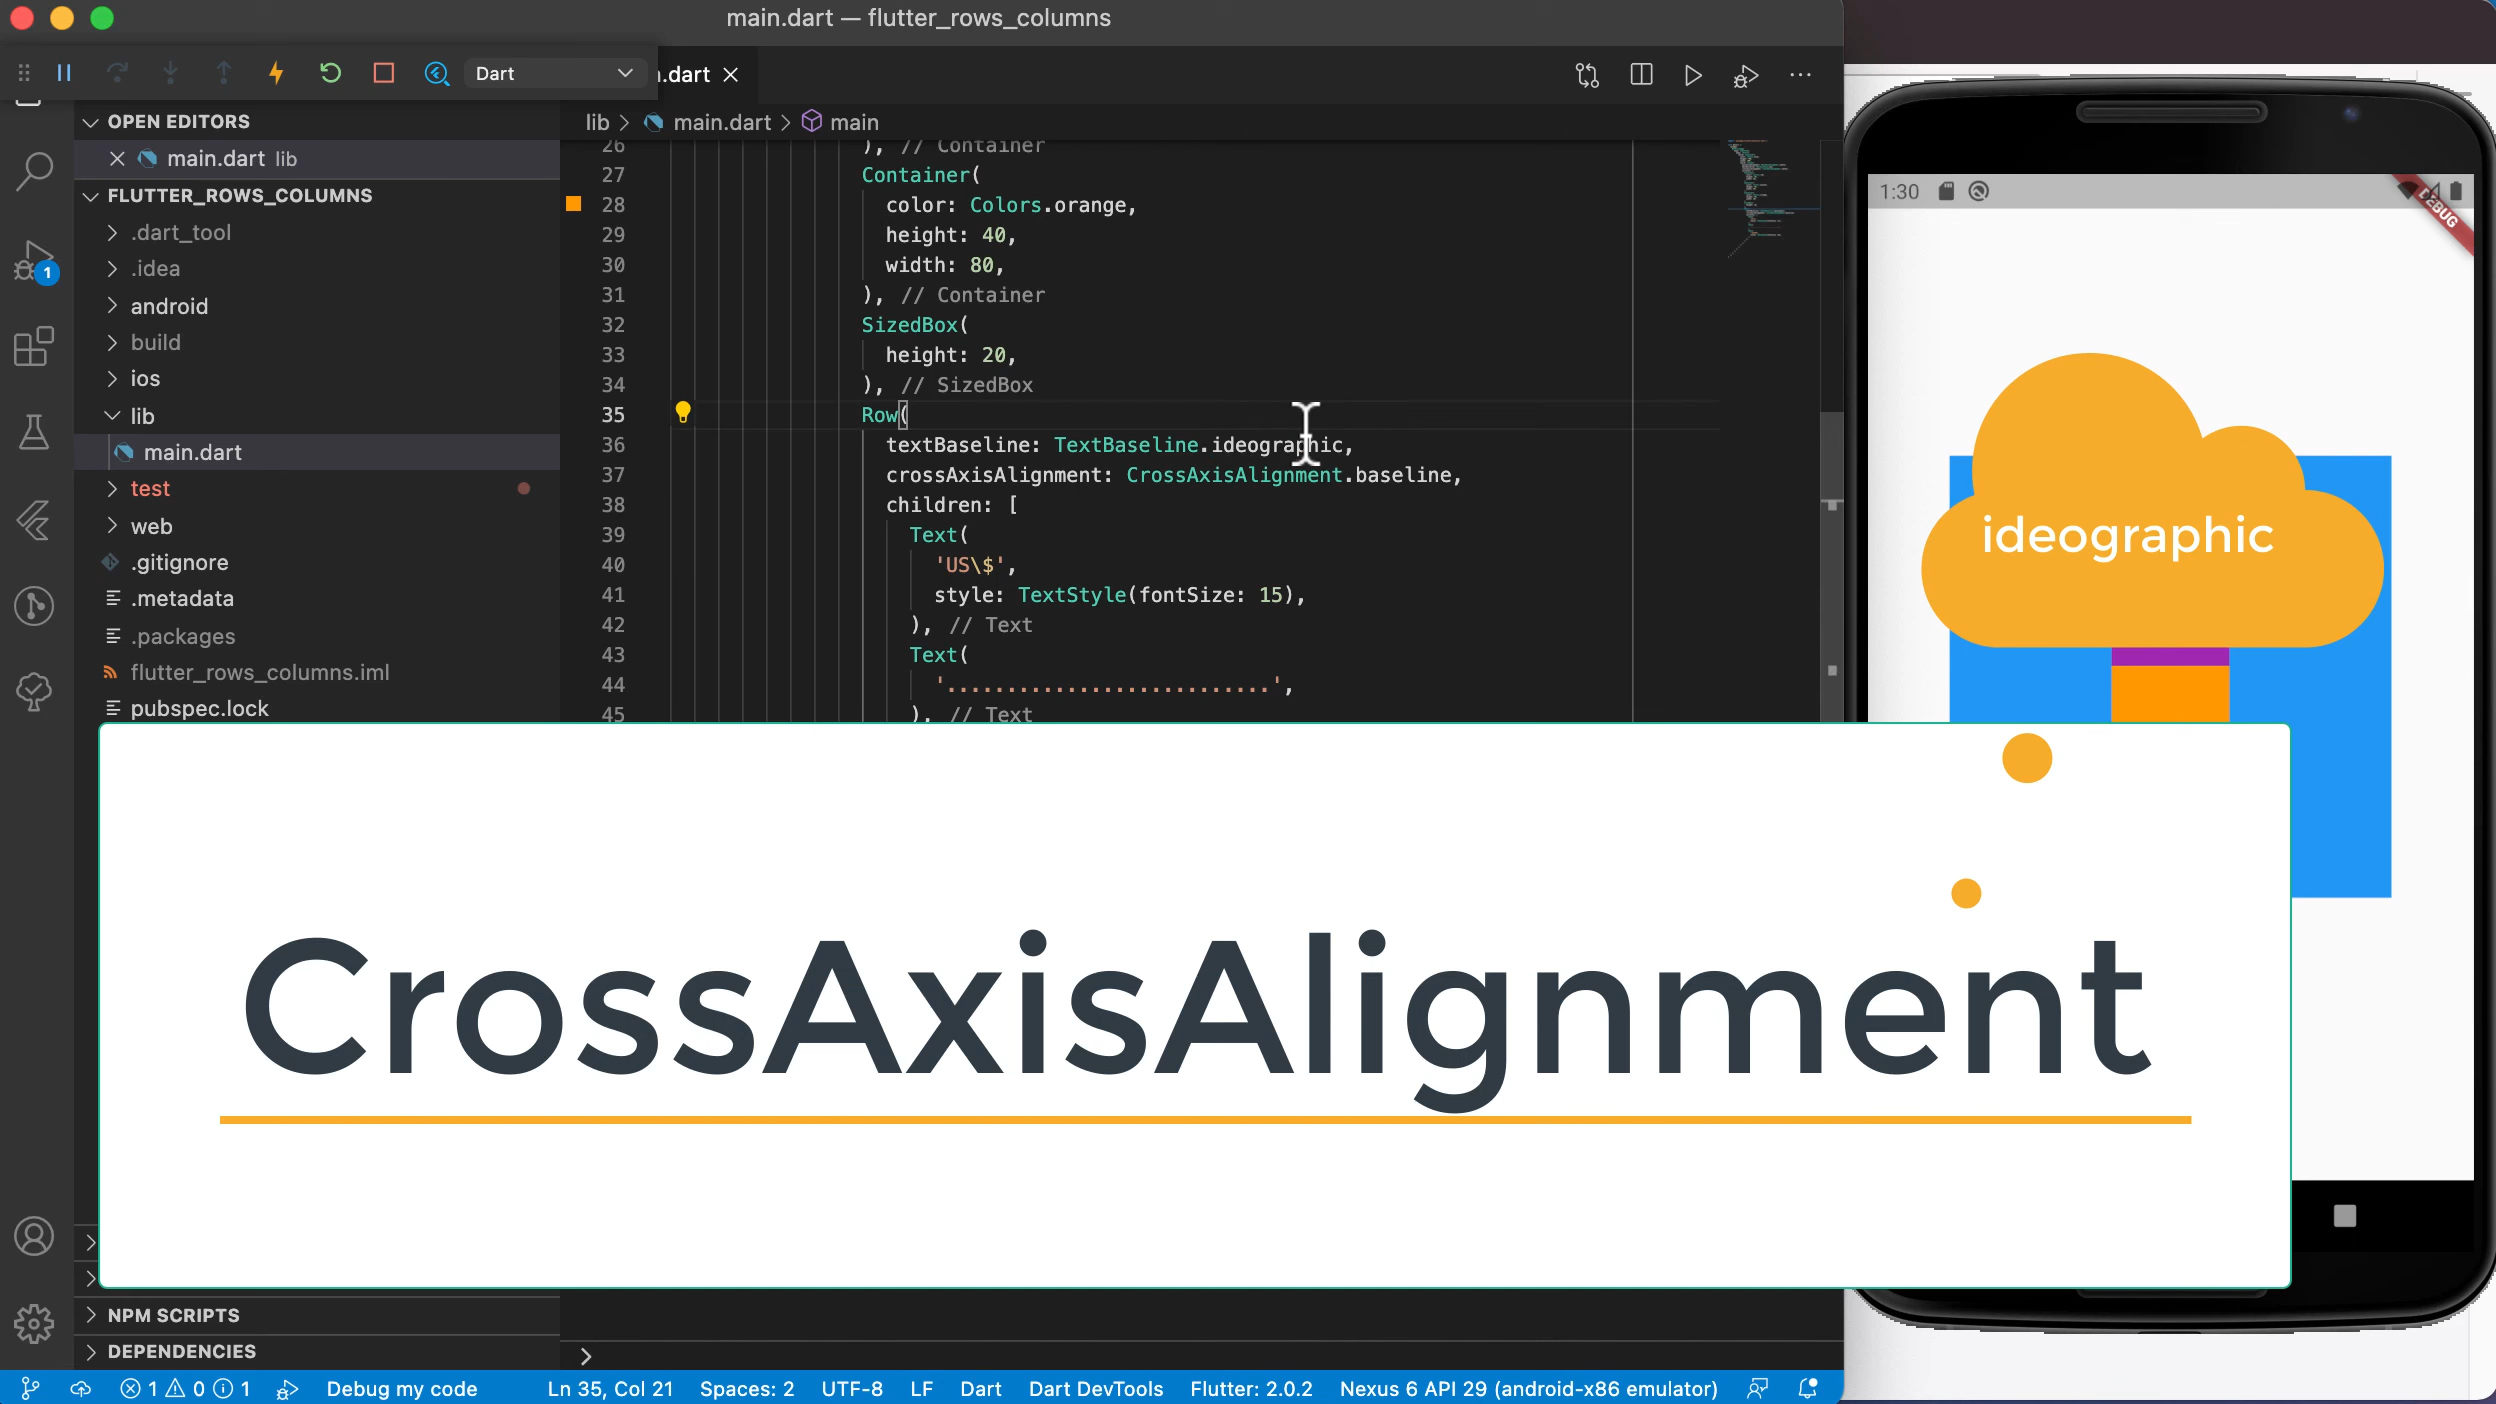 main.dart — flutter_rows_columns
Dart
.dart
OPEN EDITORS
main.dart lib
FLUTTER_ROWS_COLUMNS
.dart_tool
.idea
android
build
ios
lib
main.dart
test
web
.gitignore
.metadata
.packages
flutter_rows_columns.iml
pubspec.lock
NPM SCRIPTS
DEPENDENCIES
lib > main.dart > main
26 ), // Container
27 Container(
28 color: Colors.orange,
29 height: 40,
30 width: 80,
31 ), // Container
32 SizedBox(
33 height: 20,
34 ), // SizedBox
35 Row(
36 textBaseline: TextBaseline.ideographic,
37 crossAxisAlignment: CrossAxisAlignment.baseline,
38 children: [
39 Text(
40 'US\$',
41 style: TextStyle(fontSize: 15),
42 ), // Text
43 Text(
44 '...........................',
45 ), // Text
1:30
DEBUG
ideographic
CrossAxisAlignment
1
1 0 1 Debug my code Ln 35, Col 21 Spaces: 2 UTF-8 LF Dart Dart DevTools Flutter: 2.0.2 Nexus 6 API 29 (android-x86 emulator)